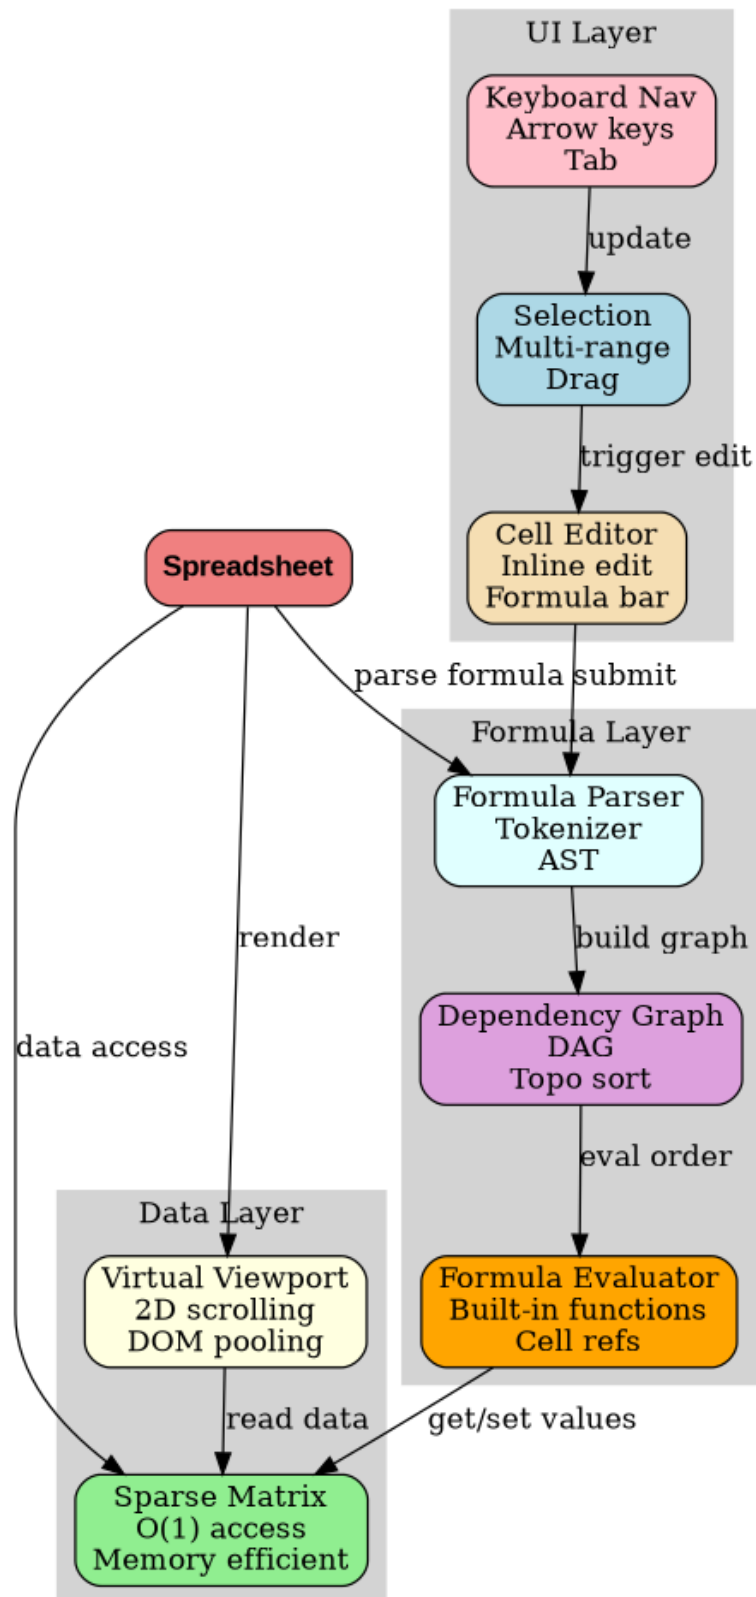 UI Layer
Keyboard Nav
Arrow keys
Tab
update
Selection
Multi-range
Drag
trigger edit
Cell Editor
Inline edit
Formula bar
Spreadsheet
parse formula
submit
Formula Layer
Formula Parser
Tokenizer
AST
render
build graph
data access
Dependency Graph
DAG
Topo sort
eval order
Data Layer
Virtual Viewport
2D scrolling
DOM pooling
Formula Evaluator
Built-in functions
Cell refs
read data
get/set values
Sparse Matrix
O(1) access
Memory efficient